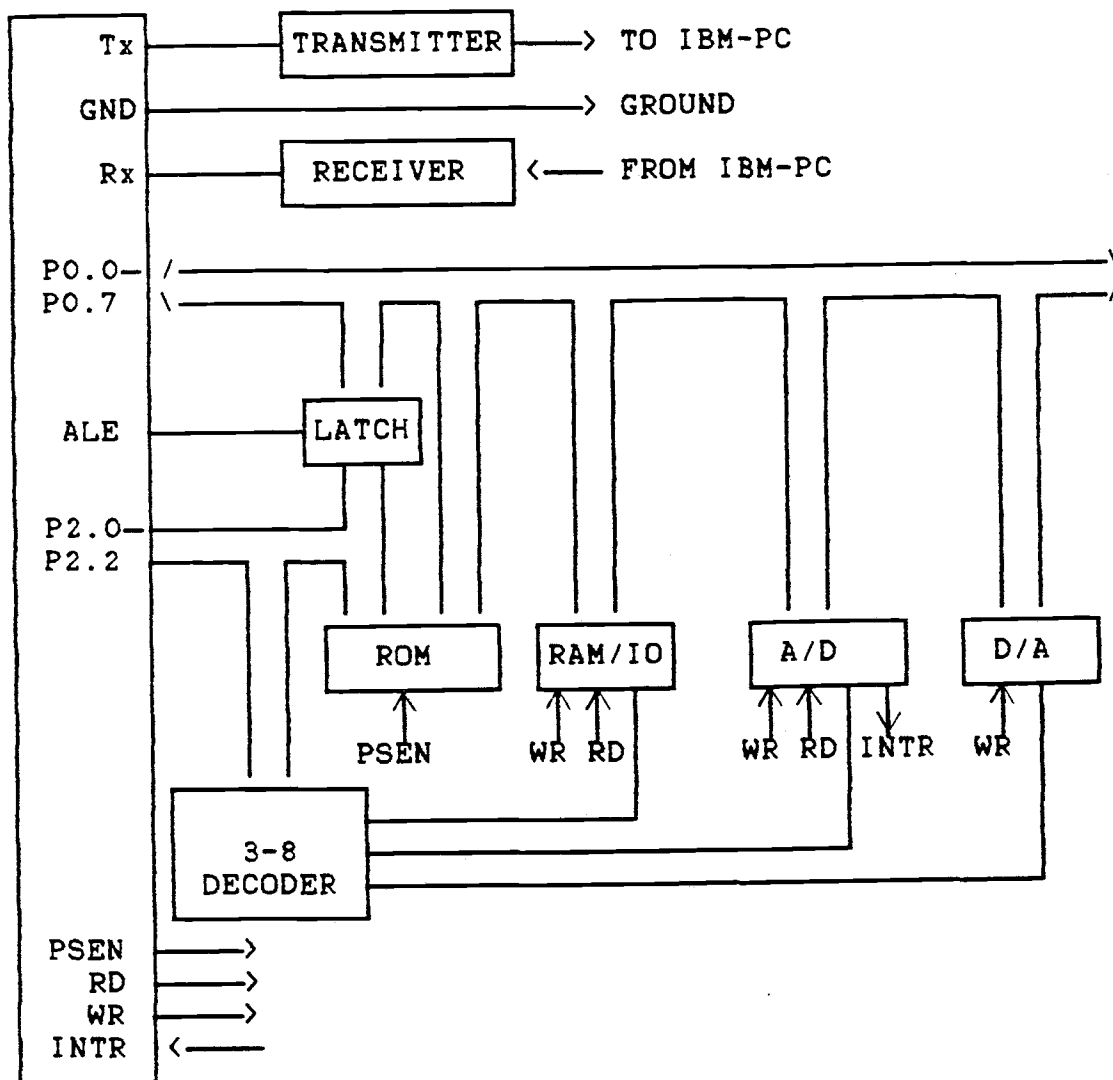 Tx TRANSMITTER TO IBM-PC
GND GROUND
Rx RECEIVER FROM IBM-PC
P0.0-
P0.7
ALE LATCH
P2.0-
P2.2
ROM RAM/IO A/D D/A
PSEN WR RD WR RD INTR WR
3-8
DECODER
PSEN
RD
WR
INTR